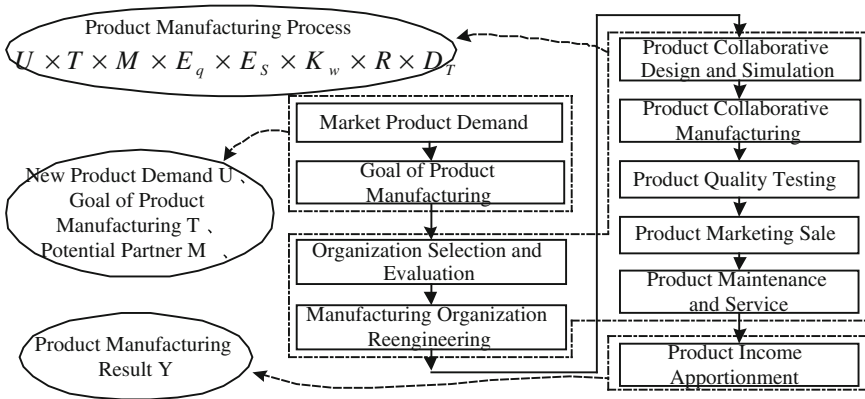 Product Manufacturing Process
U × T × M × E_q × E_S × K_w × R × D_T
New Product Demand U 、
Goal of Product
Manufacturing T 、
Potential Partner M 、
Product Manufacturing
Result Y
Market Product Demand
Goal of Product
Manufacturing
Organization Selection and
Evaluation
Manufacturing Organization
Reengineering
Product Collaborative
Design and Simulation
Product Collaborative
Manufacturing
Product Quality Testing
Product Marketing Sale
Product Maintenance
and Service
Product Income
Apportionment